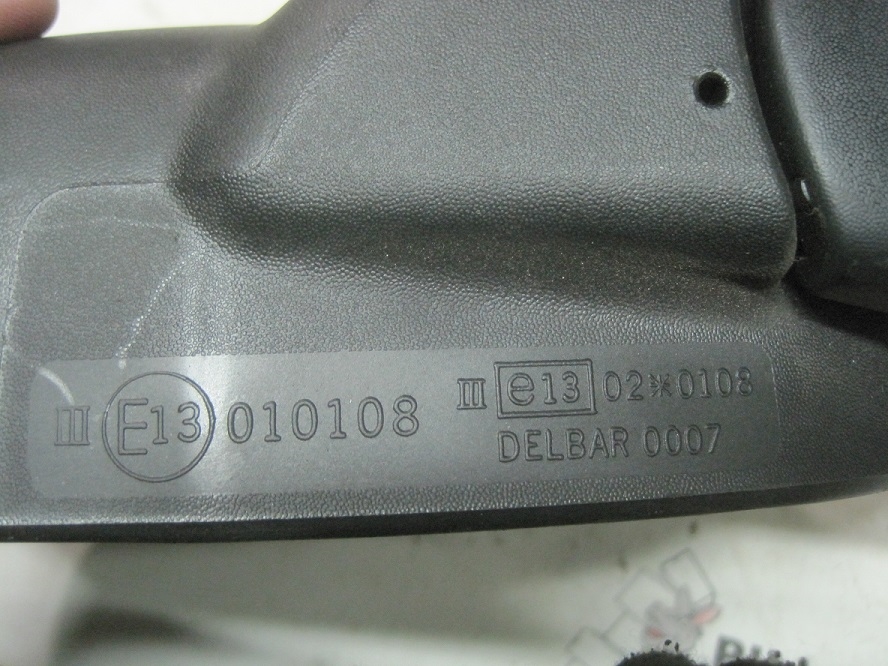 III E13 010108
III e13 02*0108
DELBAR 0007